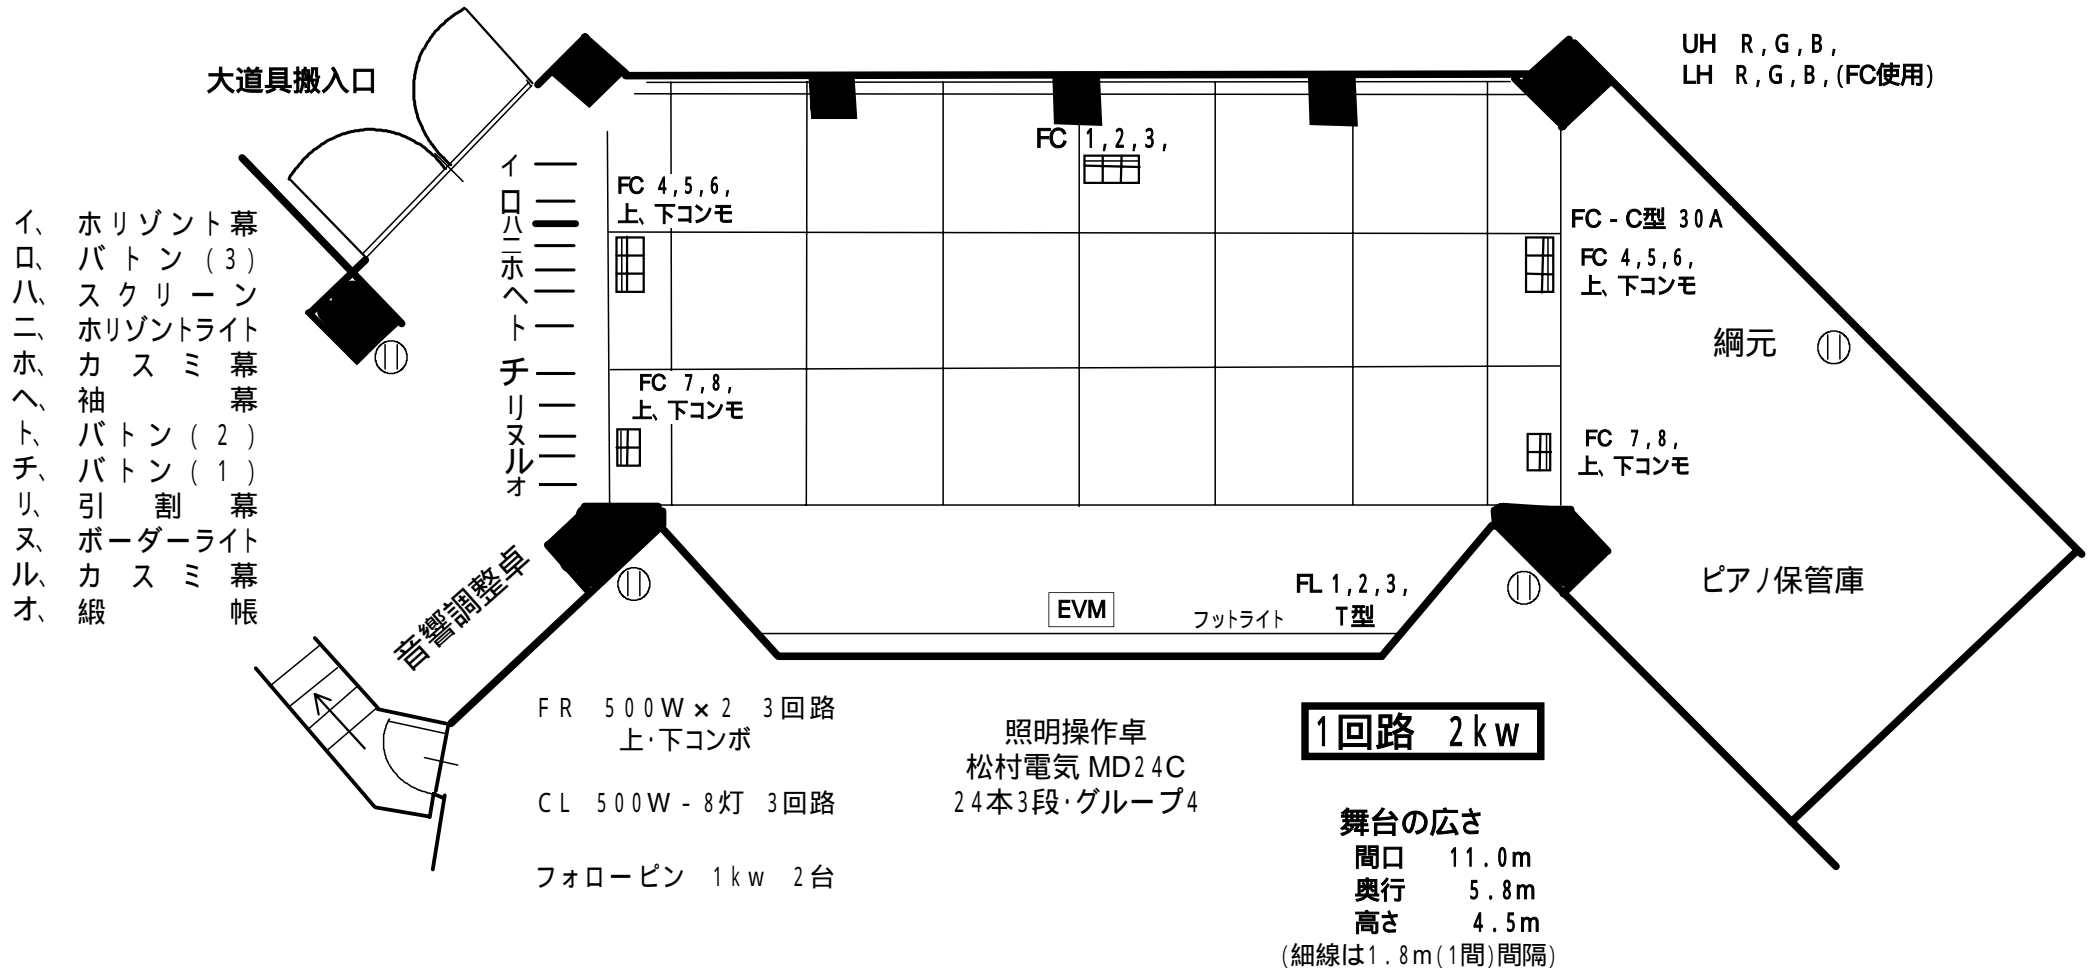 大道具搬入口
UH R,G,B,
LH R,G,B,(FC使用)
イ、 ホリゾント幕
ロ、 バトン(3)
ハ、 スクリーン
ニ、 ホリゾントライト
ホ、 カスミ幕
ヘ、 袖幕
ト、 バトン(2)
チ、 バトン(1)
リ、 引割幕
ヌ、 ボーダーライト
ル、 カスミ幕
オ、 緞帳
イ
ロ
ハ
ニ
ホ
ヘ
ト
チ
リ
ヌ
ル
オ
FC 1,2,3,
FC 4,5,6,
上、下コンモ
FC 7,8,
上、下コンモ
FC - C型 30A
FC 4,5,6,
上、下コンモ
FC 7,8,
上、下コンモ
綱元
ピアノ保管庫
音響調整卓
EVM
フットライト
FL 1,2,3,
T型
FR 500W×2 3回路
上・下コンボ
CL 500W-8灯 3回路
フォローピン 1kw 2台
照明操作卓
松村電気 MD24C
24本3段・グループ4
1回路 2kw
舞台の広さ
間口 11.0m
奥行 5.8m
高さ 4.5m
(細線は1.8m(1間)間隔)